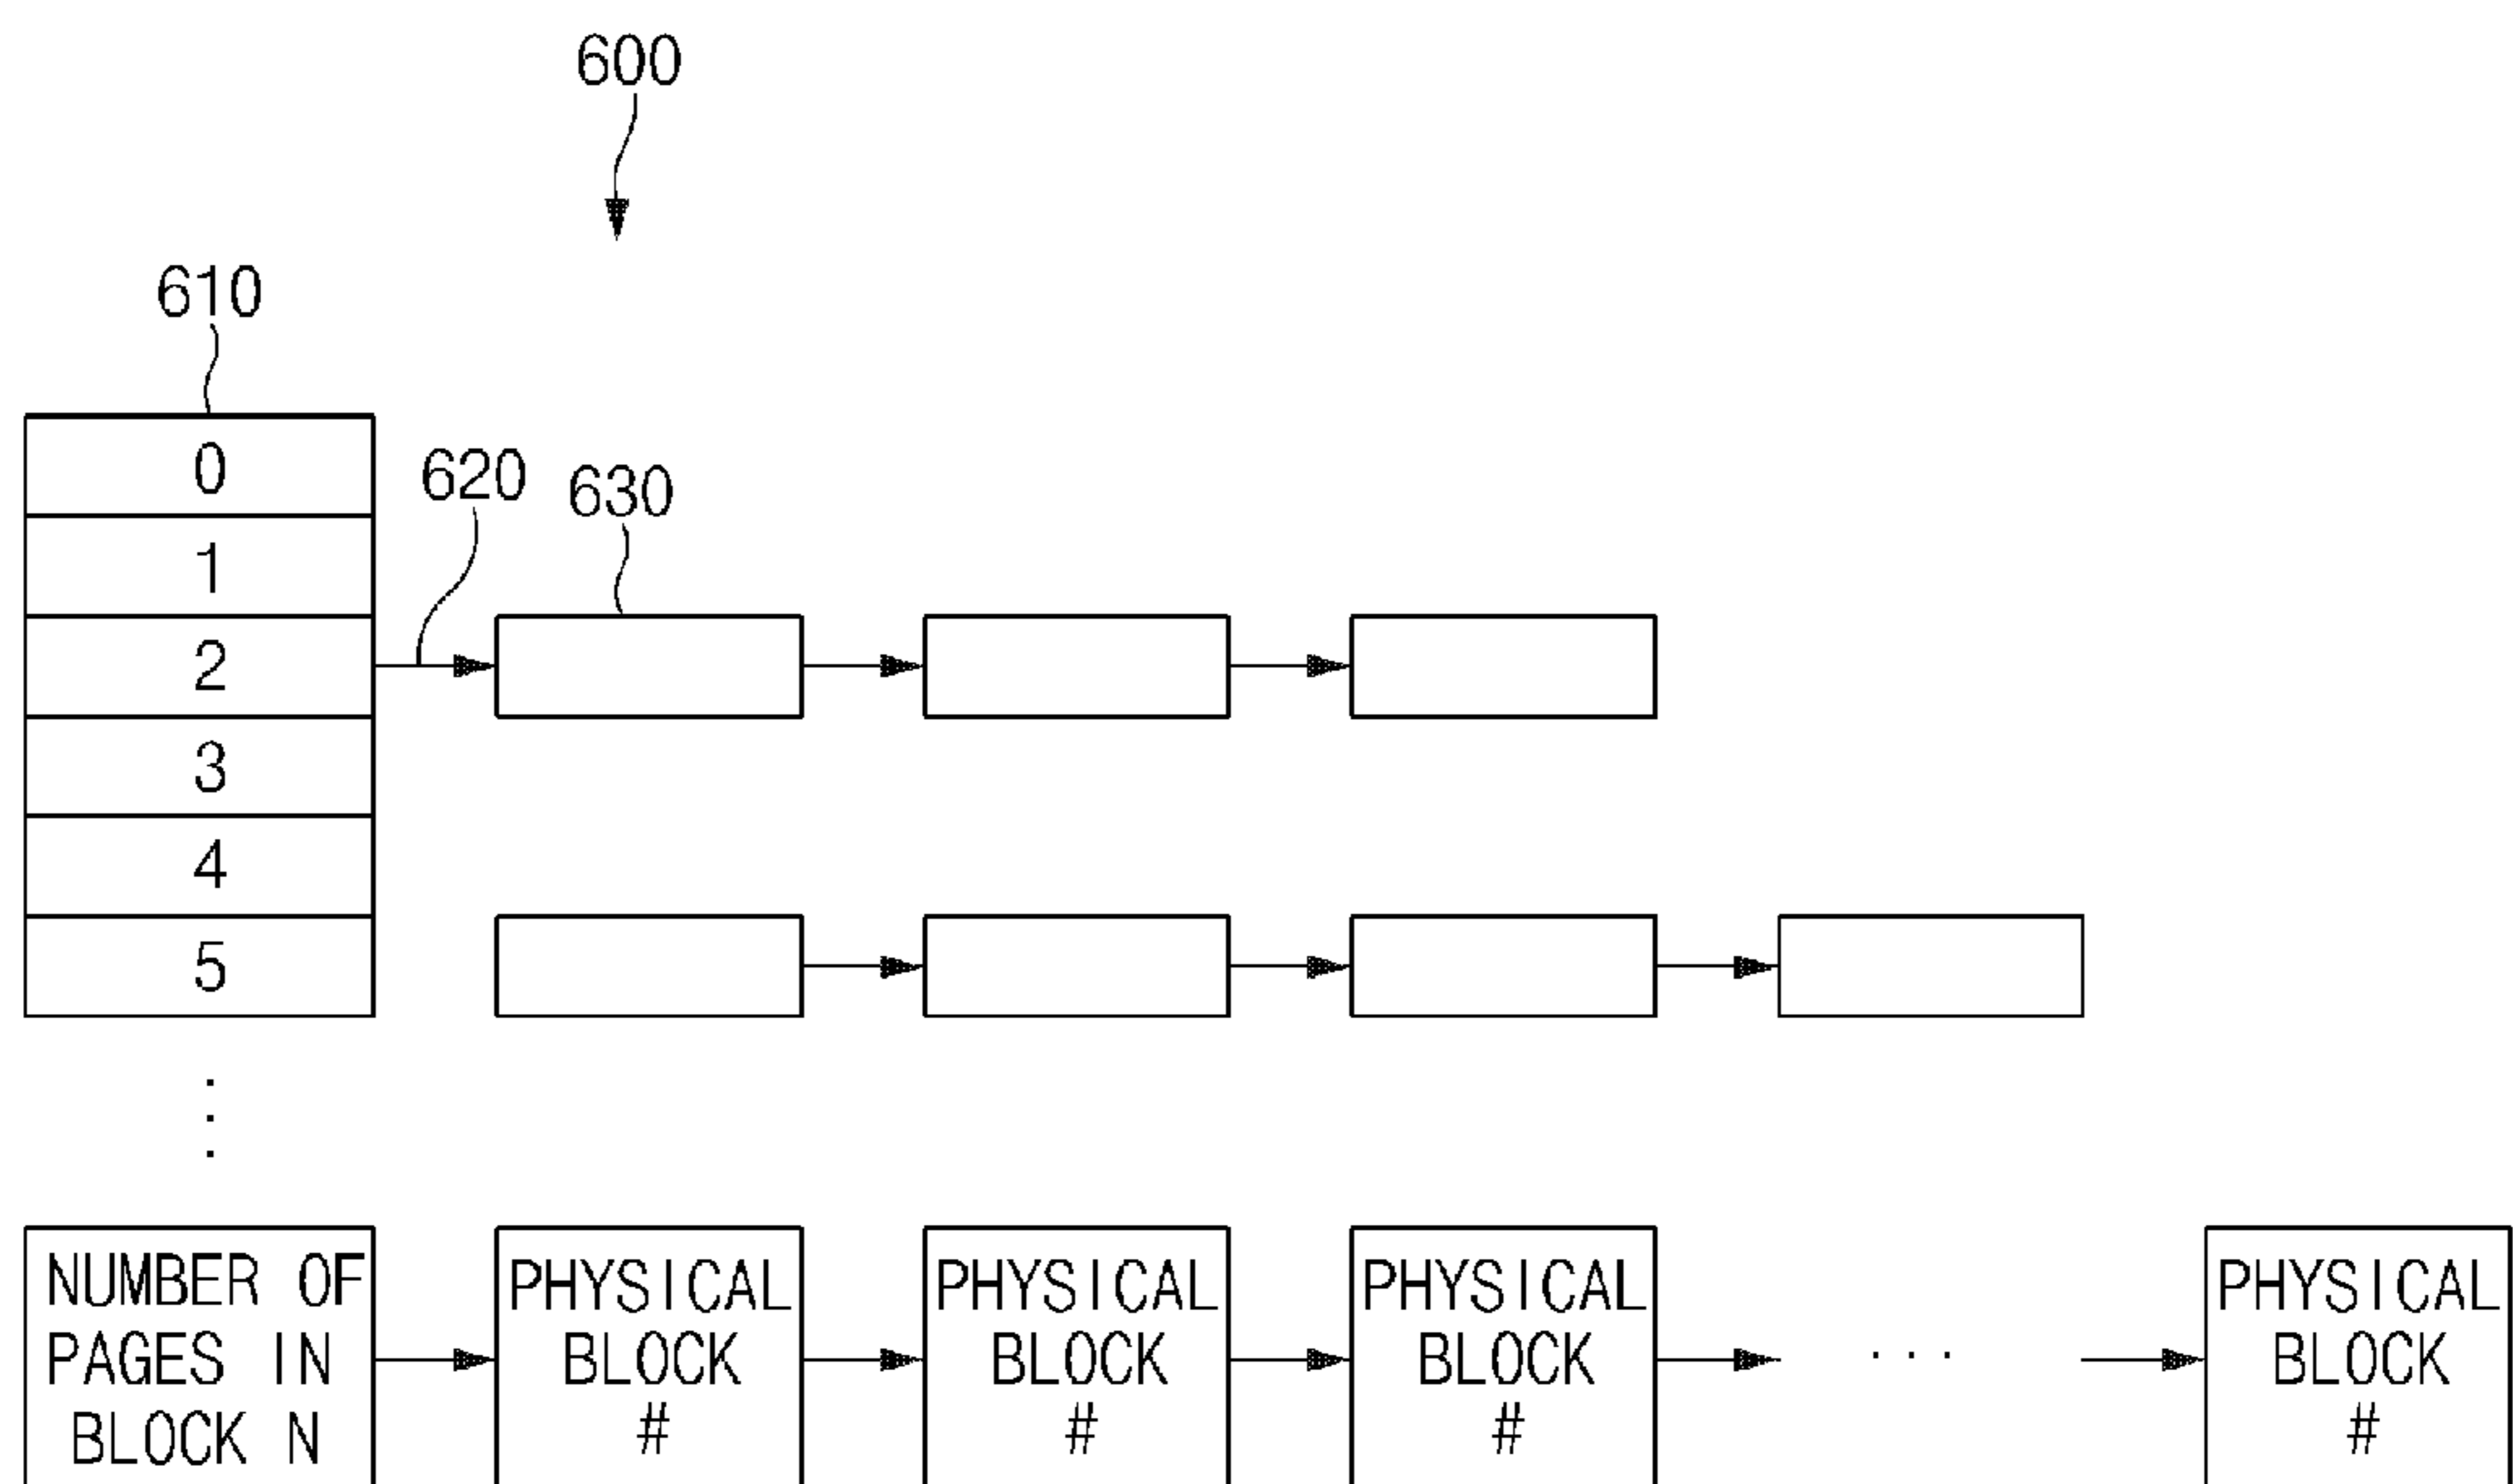 600
610
0
620
630
1
2
3
4
5
NUMBER OF
PAGES IN
BLOCK N
PHYSICAL
BLOCK
#
PHYSICAL
BLOCK
#
PHYSICAL
BLOCK
#
...
PHYSICAL
BLOCK
#